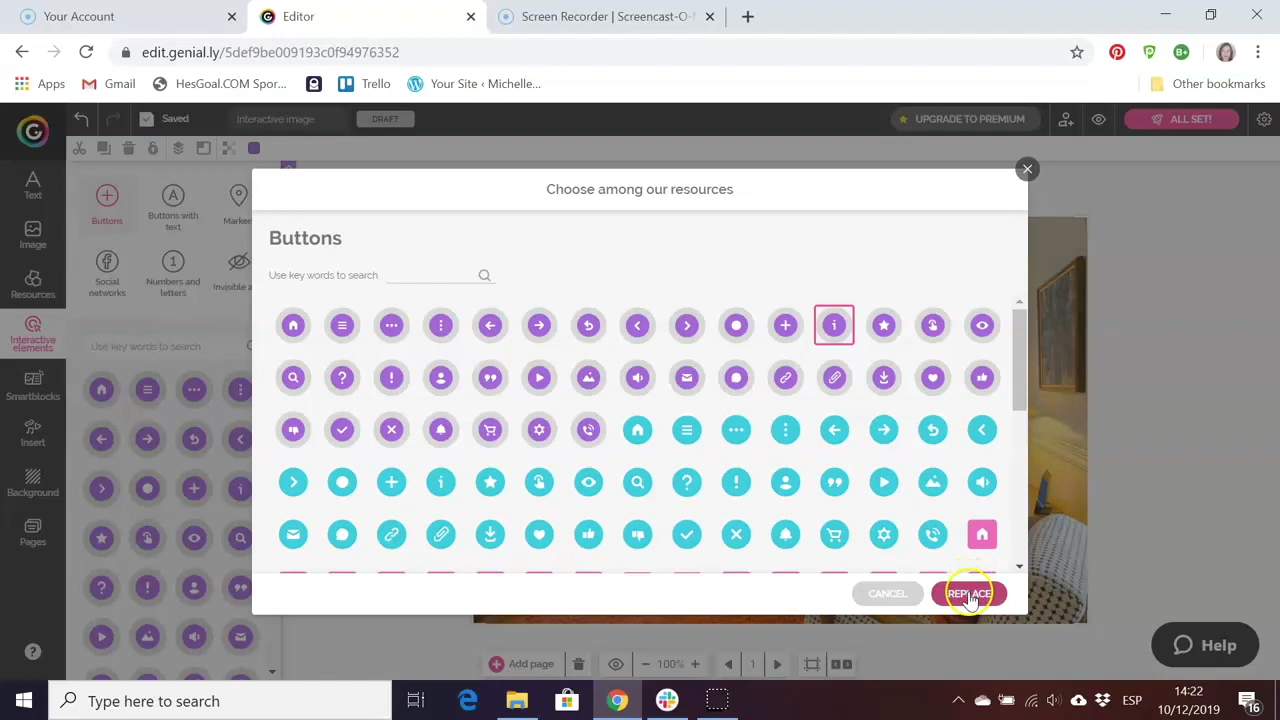 Your Account
Editor
Screen Recorder | Screencast-O-
edit.genial.ly/5def9be009193c0f94976352
Apps
Gmail
HesGoal.COM Spor...
Trello
Your Site ‹ Michelle...
Other bookmarks
Saved
Interactive image
DRAFT
UPGRADE TO PREMIUM
ALL SET!
Text
Image
Resources
Interactive
elements
Smartblocks
Insert
Background
Pages
Buttons
Buttons with
text
Marker
Social
networks
Numbers and
letters
Invisible a
Use key words to search
Choose among our resources
Buttons
Use key words to search
CANCEL
REPLACE
Add page
100%
1
Help
Type here to search
ESP
14:22
10/12/2019
16